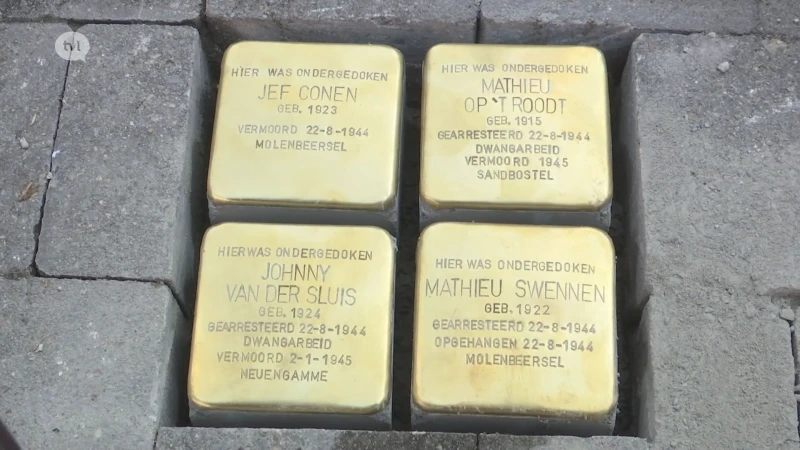 tvl
HIER WAS ONDERGEDOKEN
JEF CONEN
GEB. 1923
VERMOORD 22-8-1944
MOLENBEERSEL
HIER WAS ONDERGEDOKEN
MATHIEU
OP 'T ROODT
GEB. 1915
GEARRESTEERD 22-8-1944
DWANGARBEID
VERMOORD 1945
SANDBOSTEL
HIER WAS ONDERGEDOKEN
JOHNNY
VAN DER SLUIS
GEB. 1924
GEARRESTEERD 22-8-1944
DWANGARBEID
VERMOORD 2-1-1945
NEUENGAMME
HIER WAS ONDERGEDOKEN
MATHIEU SWENNEN
GEB. 1922
GEARRESTEERD 22-8-1944
OPGEHANGEN 22-8-1944
MOLENBEERSEL